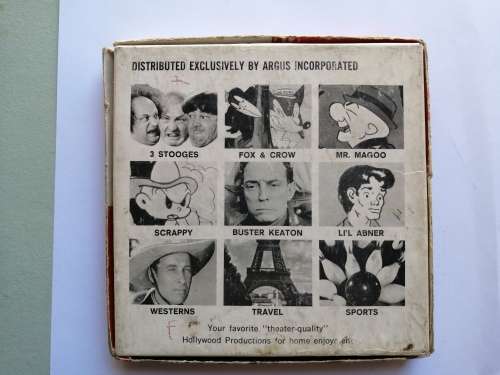 DISTRIBUTED EXCLUSIVELY BY ARGUS INCORPORATED
3 STOOGES FOX & CROW MR. MAGOO
SCRAPPY BUSTER KEATON LI'L ABNER
WESTERNS TRAVEL SPORTS
F
Your favorite "theater-quality"
Hollywood Productions for home enjoyment